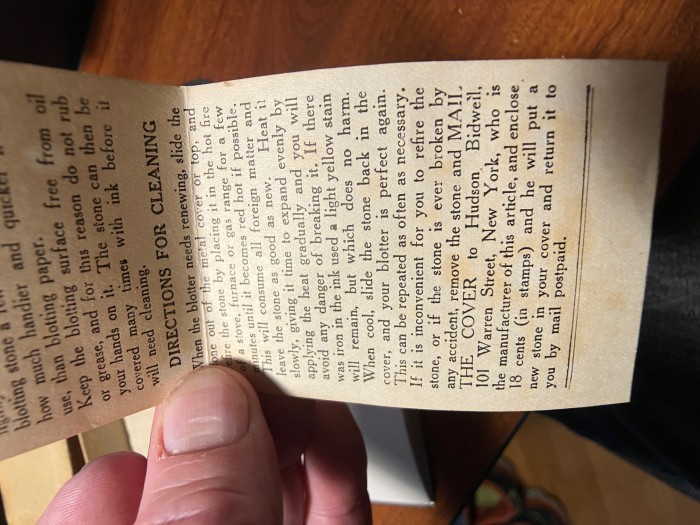 bloting stone a few
how much handier and quicker
use, than bloting paper.
Keep the blotting surface free from oil
or grease, and for this reason do not rub
your hands on it. The stone can then be
covered many times with ink before it
will need cleaning.
DIRECTIONS FOR CLEANING
When the blotter needs renewing, slide the
stone out of the metal cover or top, and
fire the stone by placing it in the hot fire
of a stove, furnace or gas range for a few
minutes until it becomes red hot if possible.
This will consume all foreign matter and
leave the stone as good as new. Heat it
slowly, giving it time to expand evenly by
applying the heat gradually and you will
avoid any danger of breaking it. If there
was iron in the ink used a light yellow stain
will remain, but which does no harm.
When cool, slide the stone back in the
cover, and your blotter is perfect again.
This can be repeated as often as necessary.
If it is inconvenient for you to refire the
stone, or if the stone is ever broken by
any accident, remove the stone and MAIL
THE COVER to Hudson Bidwell,
101 Warren Street, New York, who is
the manufacturer of this article, and enclose
18 cents (in stamps) and he will put a
new stone in your cover and return it to
you by mail postpaid.